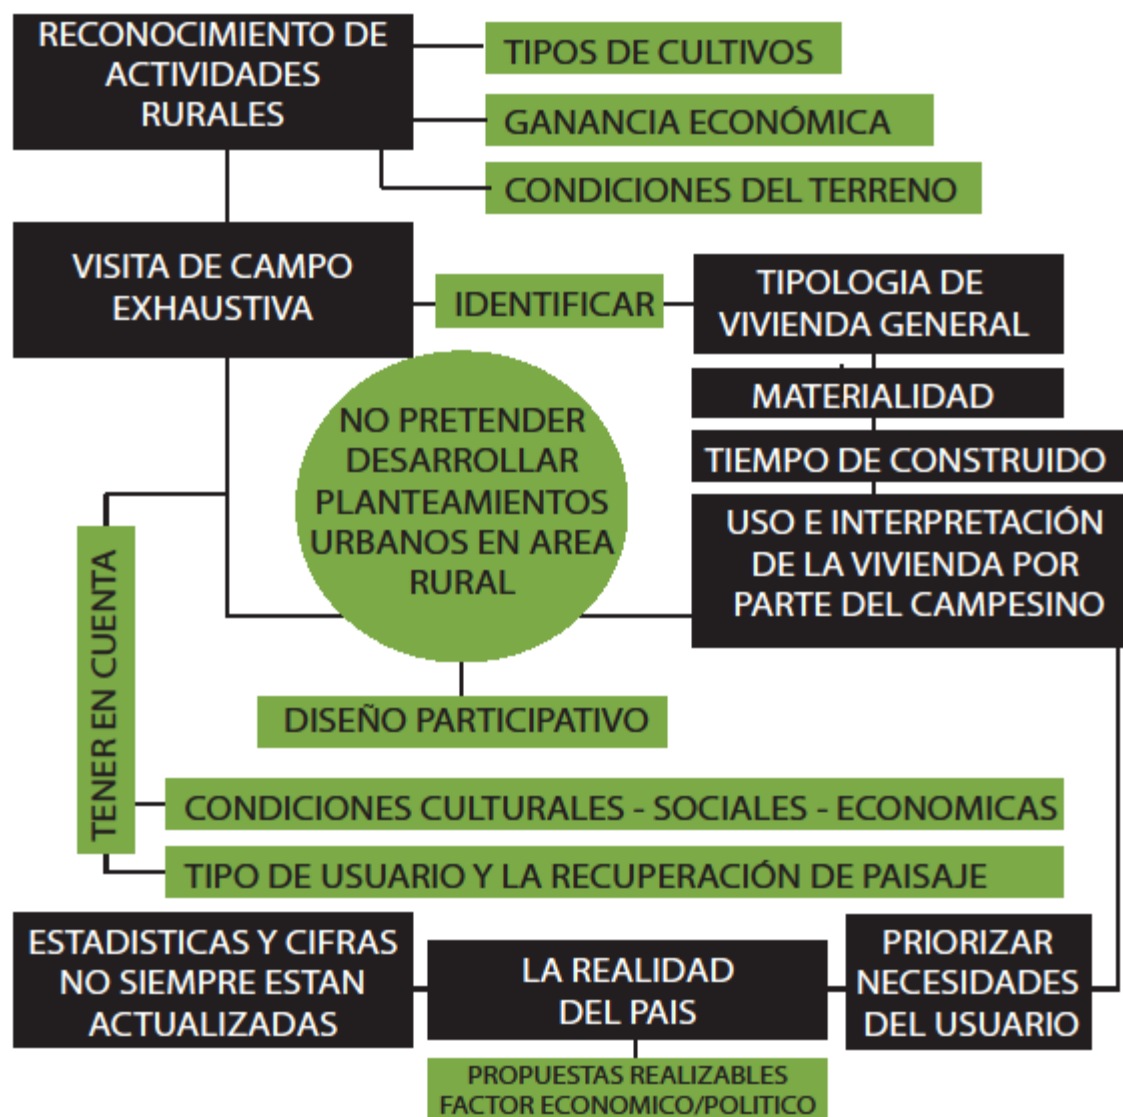 RECONOCIMIENTO DE
ACTIVIDADES
RURALES
TIPOS DE CULTIVOS
GANANCIA ECONÓMICA
CONDICIONES DEL TERRENO
VISITA DE CAMPO
EXHAUSTIVA
IDENTIFICAR
TIPOLOGIA DE
VIVIENDA GENERAL
MATERIALIDAD
TIEMPO DE CONSTRUIDO
USO E INTERPRETACIÓN
DE LA VIVIENDA POR
PARTE DEL CAMPESINO
NO PRETENDER
DESARROLLAR
PLANTEAMIENTOS
URBANOS EN AREA
RURAL
DISEÑO PARTICIPATIVO
TENER EN CUENTA
CONDICIONES CULTURALES - SOCIALES - ECONOMICAS
TIPO DE USUARIO Y LA RECUPERACIÓN DE PAISAJE
ESTADISTICAS Y CIFRAS
NO SIEMPRE ESTAN
ACTUALIZADAS
LA REALIDAD
DEL PAIS
PRIORIZAR
NECESIDADES
DEL USUARIO
PROPUESTAS REALIZABLES
FACTOR ECONOMICO/POLITICO